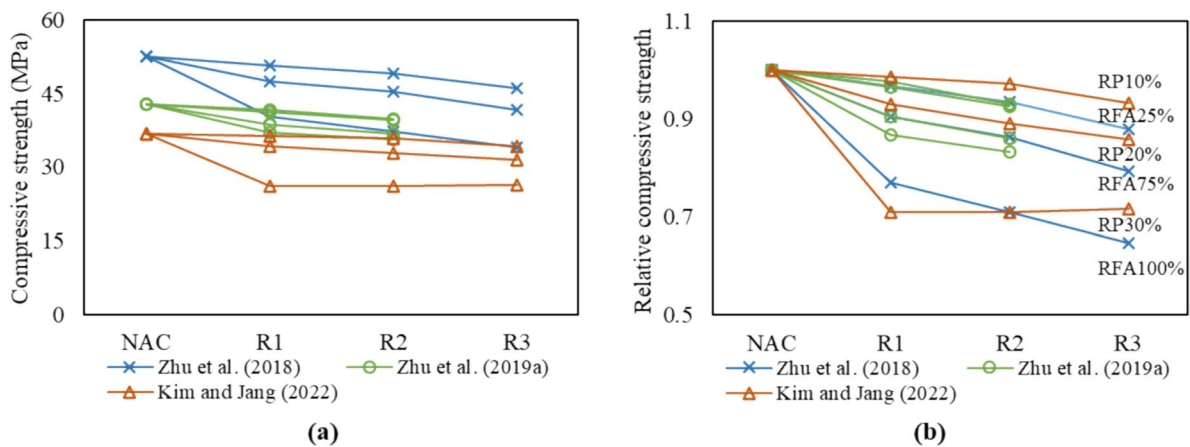 Compressive strength (MPa)
60
45
30
15
0
NAC R1 R2 R3
Zhu et al. (2018) Zhu et al. (2019a)
Kim and Jang (2022)
(a)
Relative compressive strength
1.1
0.9
0.7
0.5
RP10%
RFA25%
RP20%
RFA75%
RP30%
RFA100%
NAC R1 R2 R3
Zhu et al. (2018) Zhu et al. (2019a)
Kim and Jang (2022)
(b)